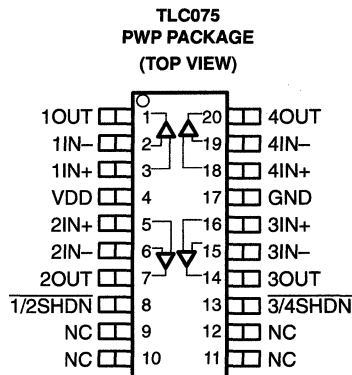 TLC075
PWP PACKAGE
(TOP VIEW)
1OUT 1 20 4OUT
1IN− 2 19 4IN−
1IN+ 3 18 4IN+
VDD 4 17 GND
2IN+ 5 16 3IN+
2IN− 6 15 3IN−
2OUT 7 14 3OUT
1/2SHDN 8 13 3/4SHDN
NC 9 12 NC
NC 10 11 NC